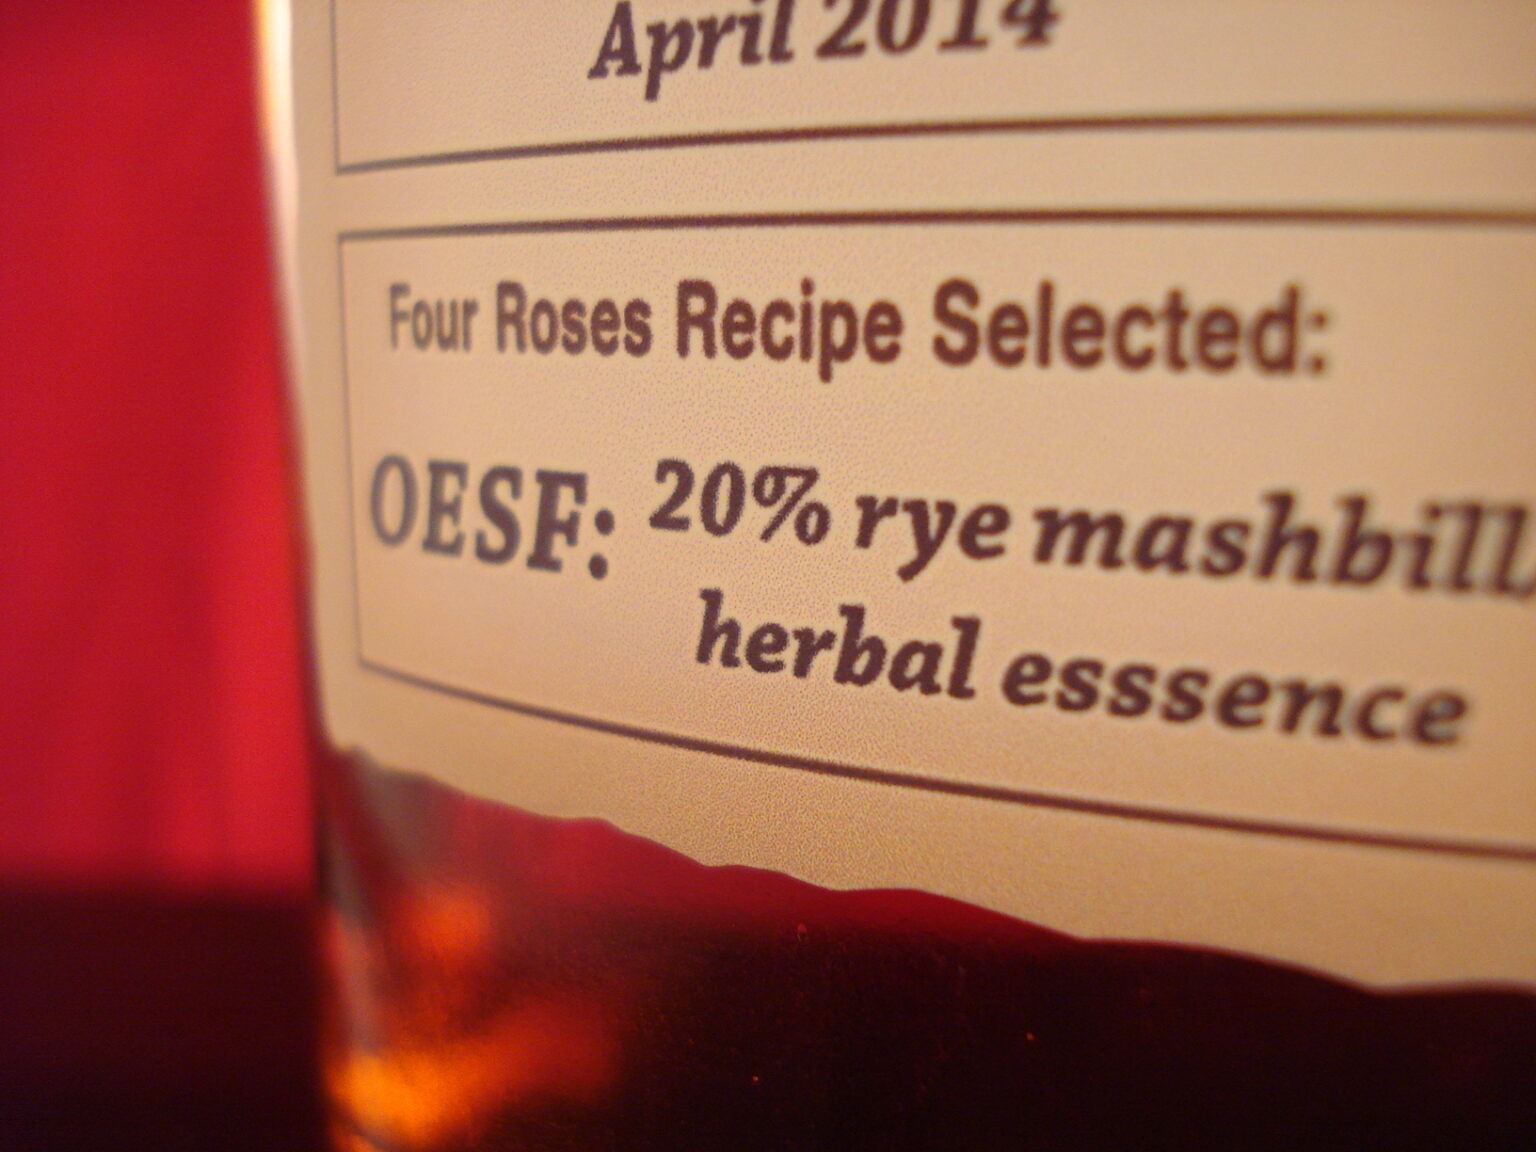 April 2014
Four Roses Recipe Selected:
OESF: 20% rye mashbill/
herbal esssence